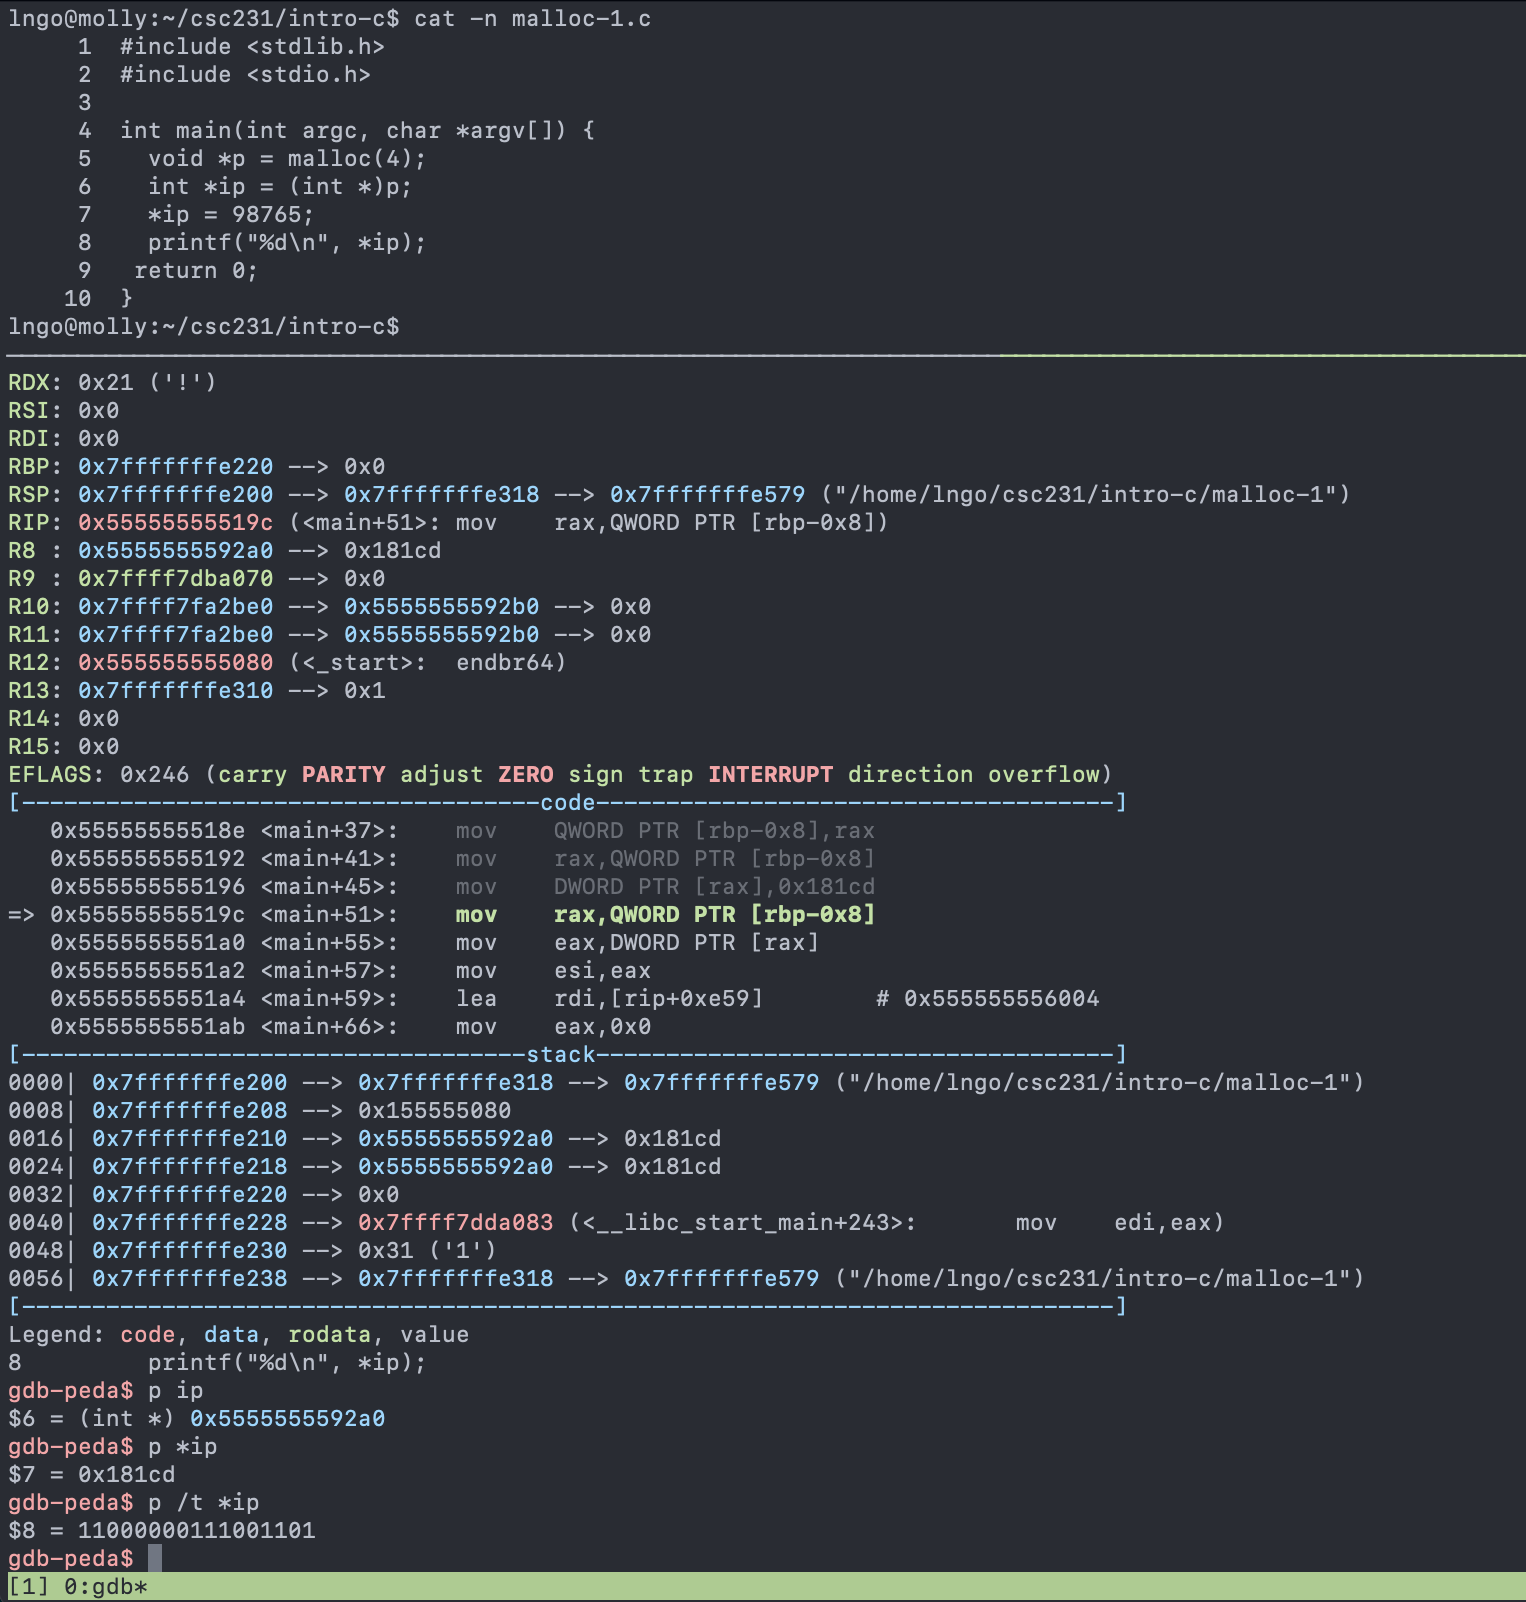 lngo@molly:~/csc231/intro-c$ cat -n malloc-1.c
     1  #include <stdlib.h>
     2  #include <stdio.h>
     3
     4  int main(int argc, char *argv[]) {
     5    void *p = malloc(4);
     6    int *ip = (int *)p;
     7    *ip = 98765;
     8    printf("%d\n", *ip);
     9   return 0;
    10  }
lngo@molly:~/csc231/intro-c$
RDX: 0x21 ('!')
RSI: 0x0
RDI: 0x0
RBP: 0x7fffffffe220 --> 0x0
RSP: 0x7fffffffe200 --> 0x7fffffffe318 --> 0x7fffffffe579 ("/home/lngo/csc231/intro-c/malloc-1")
RIP: 0x55555555519c (<main+51>: mov    rax,QWORD PTR [rbp-0x8])
R8 : 0x5555555592a0 --> 0x181cd
R9 : 0x7ffff7dba070 --> 0x0
R10: 0x7ffff7fa2be0 --> 0x5555555592b0 --> 0x0
R11: 0x7ffff7fa2be0 --> 0x5555555592b0 --> 0x0
R12: 0x555555555080 (<_start>:  endbr64)
R13: 0x7fffffffe310 --> 0x1
R14: 0x0
R15: 0x0
EFLAGS: 0x246 (carry PARITY adjust ZERO sign trap INTERRUPT direction overflow)
[-------------------------------------code-------------------------------------]
   0x55555555518e <main+37>:    mov    QWORD PTR [rbp-0x8],rax
   0x555555555192 <main+41>:    mov    rax,QWORD PTR [rbp-0x8]
   0x555555555196 <main+45>:    mov    DWORD PTR [rax],0x181cd
=> 0x55555555519c <main+51>:    mov    rax,QWORD PTR [rbp-0x8]
   0x5555555551a0 <main+55>:    mov    eax,DWORD PTR [rax]
   0x5555555551a2 <main+57>:    mov    esi,eax
   0x5555555551a4 <main+59>:    lea    rdi,[rip+0xe59]        # 0x555555556004
   0x5555555551ab <main+66>:    mov    eax,0x0
[------------------------------------stack-------------------------------------]
0000| 0x7fffffffe200 --> 0x7fffffffe318 --> 0x7fffffffe579 ("/home/lngo/csc231/intro-c/malloc-1")
0008| 0x7fffffffe208 --> 0x155555080
0016| 0x7fffffffe210 --> 0x5555555592a0 --> 0x181cd
0024| 0x7fffffffe218 --> 0x5555555592a0 --> 0x181cd
0032| 0x7fffffffe220 --> 0x0
0040| 0x7fffffffe228 --> 0x7ffff7dda083 (<__libc_start_main+243>:       mov    edi,eax)
0048| 0x7fffffffe230 --> 0x31 ('1')
0056| 0x7fffffffe238 --> 0x7fffffffe318 --> 0x7fffffffe579 ("/home/lngo/csc231/intro-c/malloc-1")
[------------------------------------------------------------------------------]
Legend: code, data, rodata, value
8         printf("%d\n", *ip);
gdb-peda$ p ip
$6 = (int *) 0x5555555592a0
gdb-peda$ p *ip
$7 = 0x181cd
gdb-peda$ p /t *ip
$8 = 11000000111001101
gdb-peda$
[1] 0:gdb*